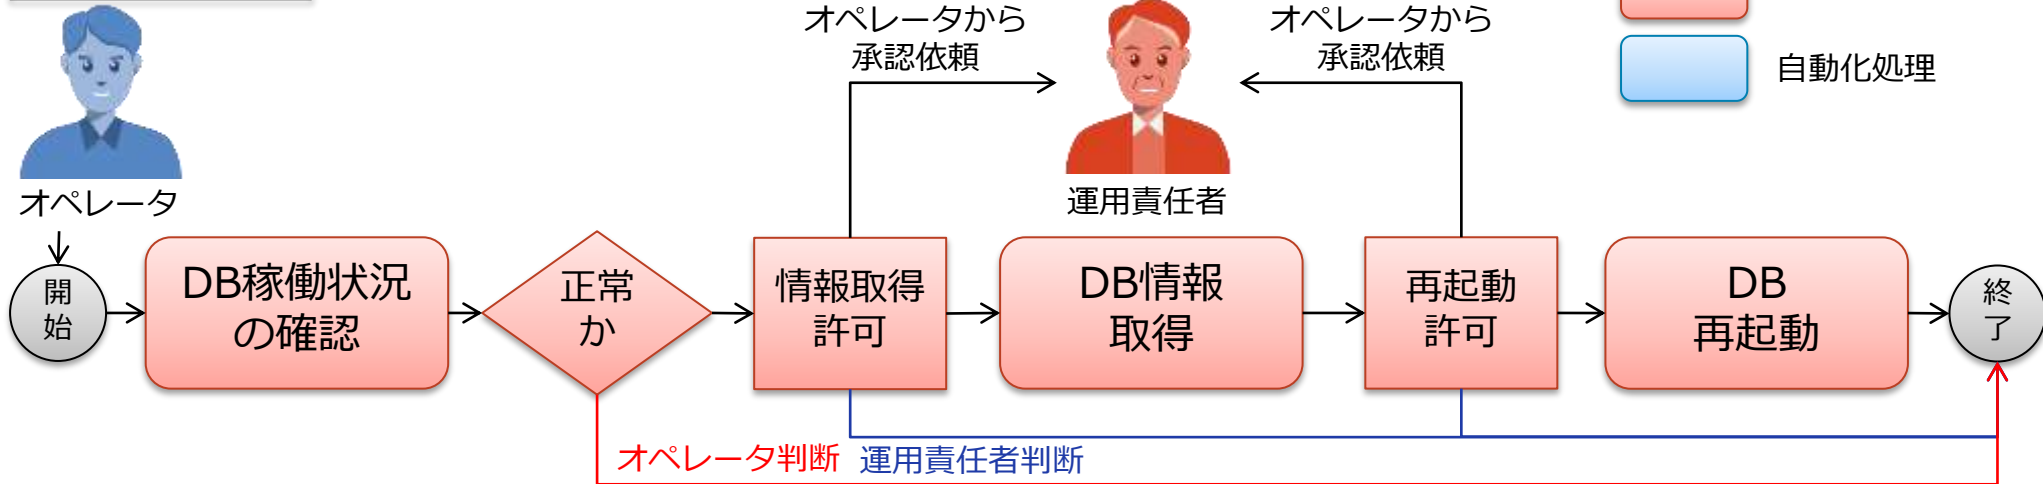 オペレータから
承認依頼
オペレータから
承認依頼
自動化処理
オペレータ
運用責任者
開
始
DB稼働状況
の確認
正常
か
情報取得
許可
DB情報
取得
再起動
許可
DB
再起動
終
了
オペレータ判断
運用責任者判断